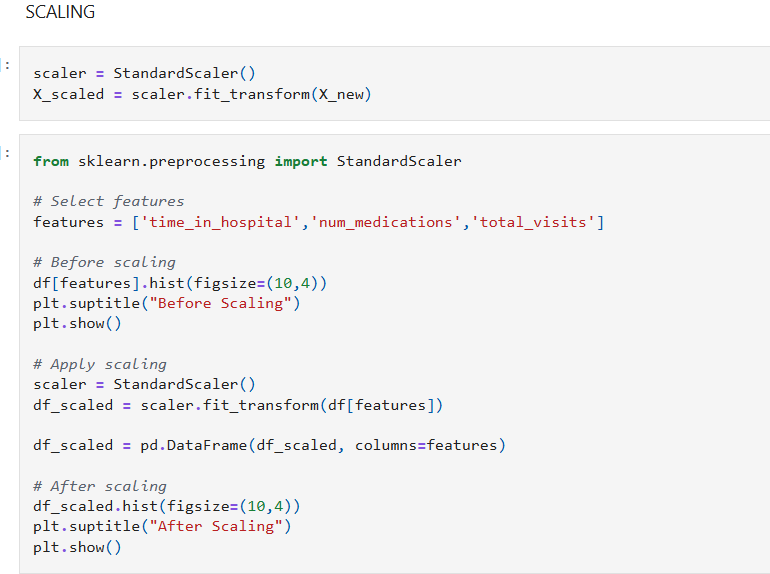 SCALING
]:
scaler = StandardScaler()
X_scaled = scaler.fit_transform(X_new)
]:
from sklearn.preprocessing import StandardScaler
# Select features
features = ['time_in_hospital','num_medications','total_visits']
# Before scaling
df[features].hist(figsize=(10,4))
plt.suptitle("Before Scaling")
plt.show()
# Apply scaling
scaler = StandardScaler()
df_scaled = scaler.fit_transform(df[features])
df_scaled = pd.DataFrame(df_scaled, columns=features)
# After scaling
df_scaled.hist(figsize=(10,4))
plt.suptitle("After Scaling")
plt.show()